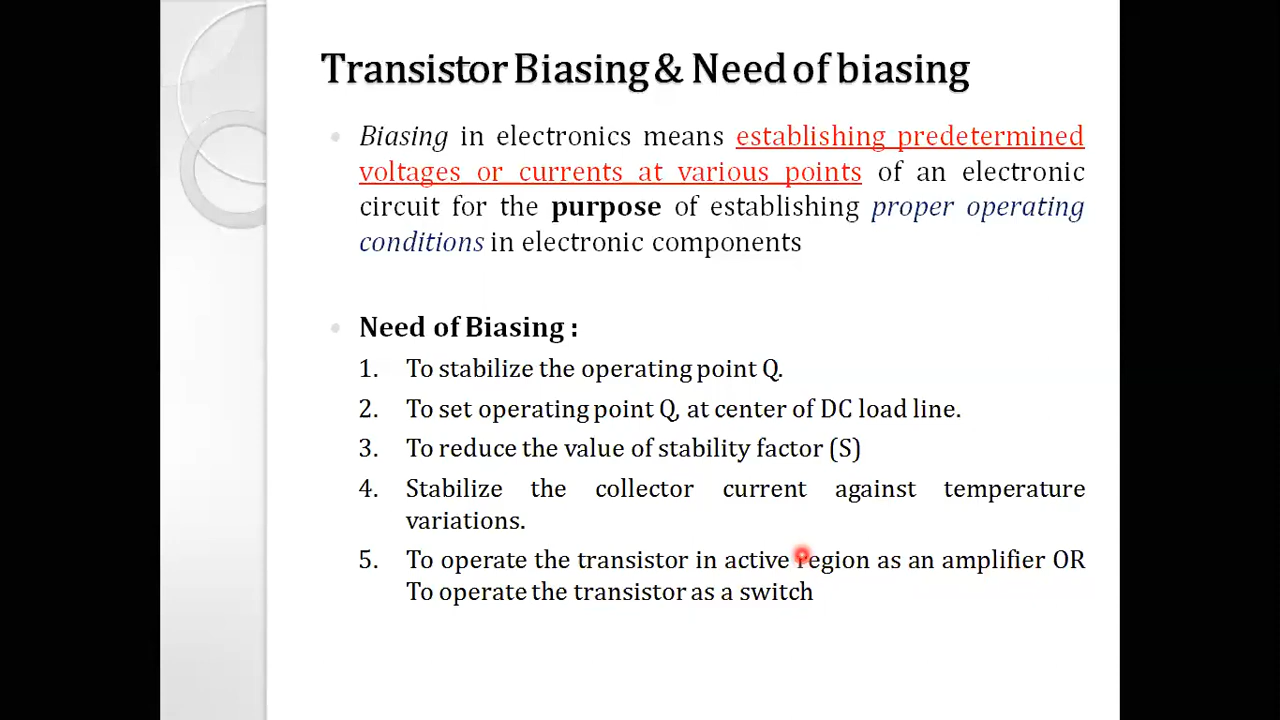 Transistor Biasing & Need of biasing
Biasing in electronics means establishing predetermined
voltages or currents at various points of an electronic
circuit for the purpose of establishing proper operating
conditions in electronic components
Need of Biasing :
1. To stabilize the operating point Q.
2. To set operating point Q, at center of DC load line.
3. To reduce the value of stability factor (S)
4. Stabilize the collector current against temperature
variations.
5. To operate the transistor in active region as an amplifier OR
To operate the transistor as a switch